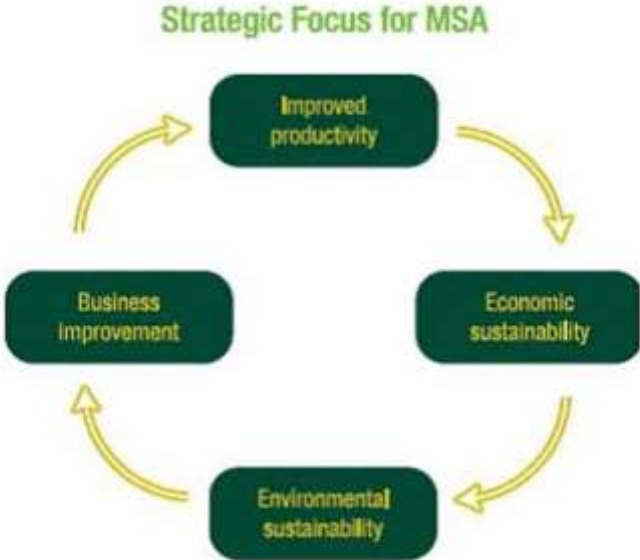 Strategic Focus for MSA
Improved
productivity
Business
improvement
Economic
sustainability
Environmental
sustainability